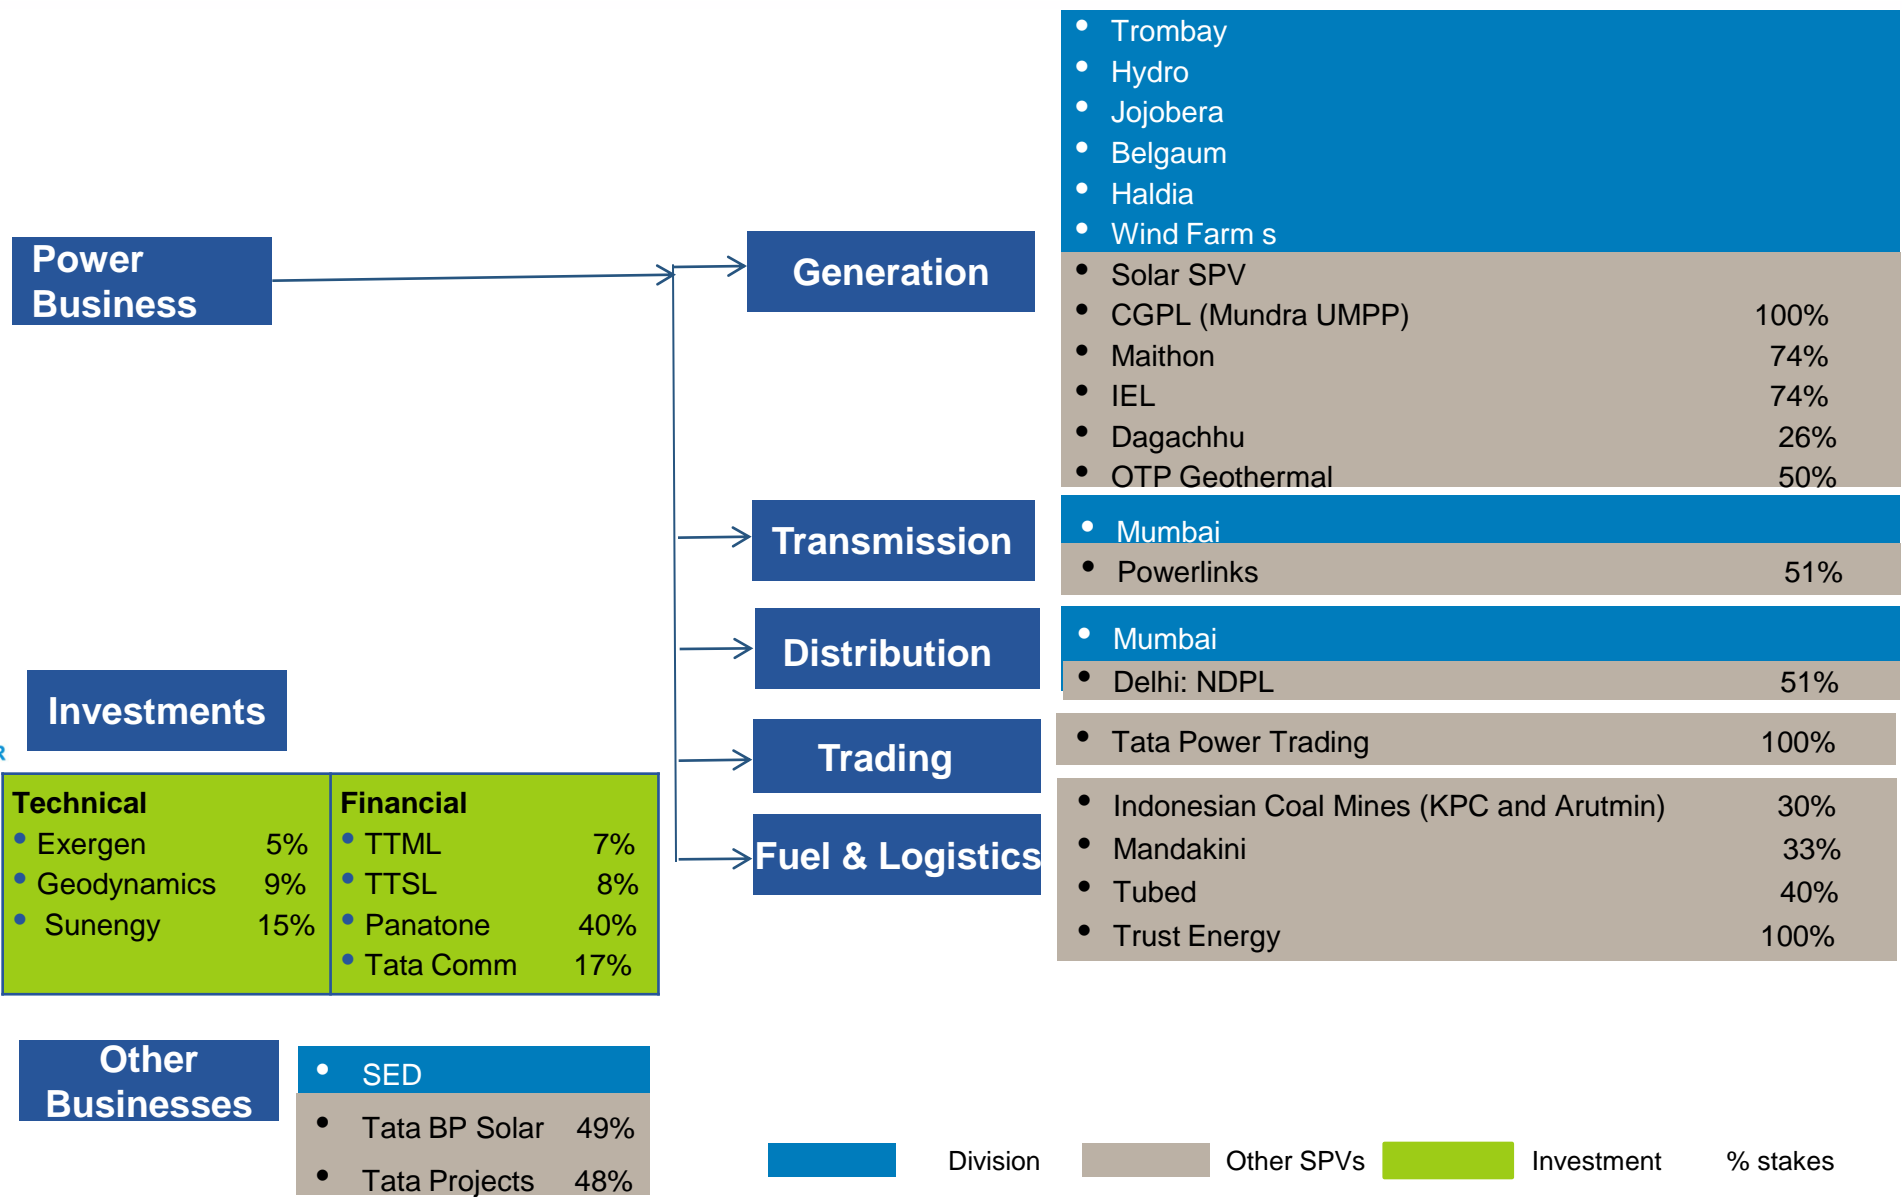 Power
Business
Generation
• Trombay
• Hydro
• Jojobera
• Belgaum
• Haldia
• Wind Farm s
• Solar SPV
• CGPL (Mundra UMPP) 100%
• Maithon 74%
• IEL 74%
• Dagachhu 26%
• OTP Geothermal 50%
Transmission
• Mumbai
• Powerlinks 51%
Distribution
• Mumbai
• Delhi: NDPL 51%
Trading
• Tata Power Trading 100%
Fuel & Logistics
• Indonesian Coal Mines (KPC and Arutmin) 30%
• Mandakini 33%
• Tubed 40%
• Trust Energy 100%
Investments
R
Technical
• Exergen 5%
• Geodynamics 9%
• Sunengy 15%
Financial
• TTML 7%
• TTSL 8%
• Panatone 40%
• Tata Comm 17%
Other
Businesses
• SED
• Tata BP Solar 49%
• Tata Projects 48%
Division Other SPVs Investment % stakes